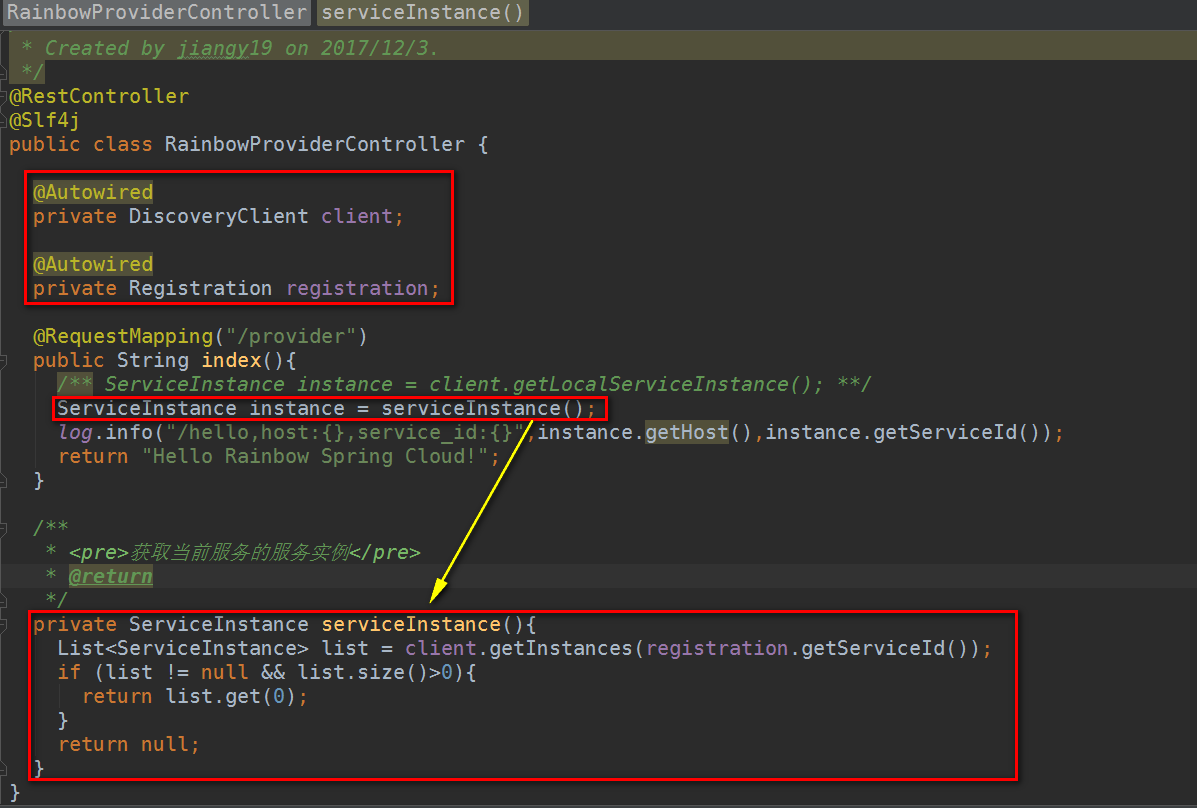 RainbowProviderController serviceInstance()
* Created by jiangy19 on 2017/12/3.
*/
@RestController
@Slf4j
public class RainbowProviderController {
@Autowired
private DiscoveryClient client;
@Autowired
private Registration registration;
@RequestMapping("/provider")
public String index(){
/** ServiceInstance instance = client.getLocalServiceInstance(); **/
ServiceInstance instance = serviceInstance();
log.info("/hello,host:{},service_id:{}",instance.getHost(),instance.getServiceId());
return "Hello Rainbow Spring Cloud!";
}
/**
* <pre>获取当前服务的服务实例</pre>
* @return
*/
private ServiceInstance serviceInstance(){
List<ServiceInstance> list = client.getInstances(registration.getServiceId());
if (list != null && list.size()>0){
return list.get(0);
}
return null;
}
}